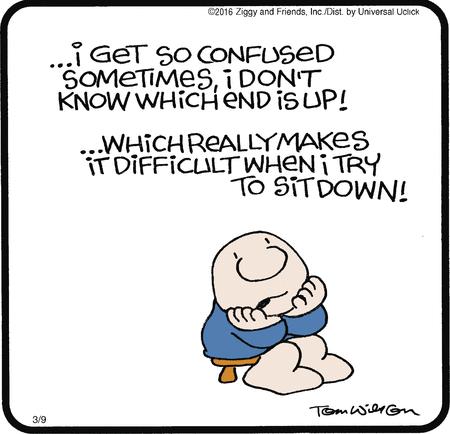 ©2016 Ziggy and Friends, Inc./Dist. by Universal Uclick
...i GET SO CONFUSED
SOMETiMES, i DON'T
KNOW WHiCH END iS UP!
...WHiCH REALLY MAKES
iT DiFFiCULT WHEN i TRY
TO SiT DOWN!
Tom Wilson
3/9